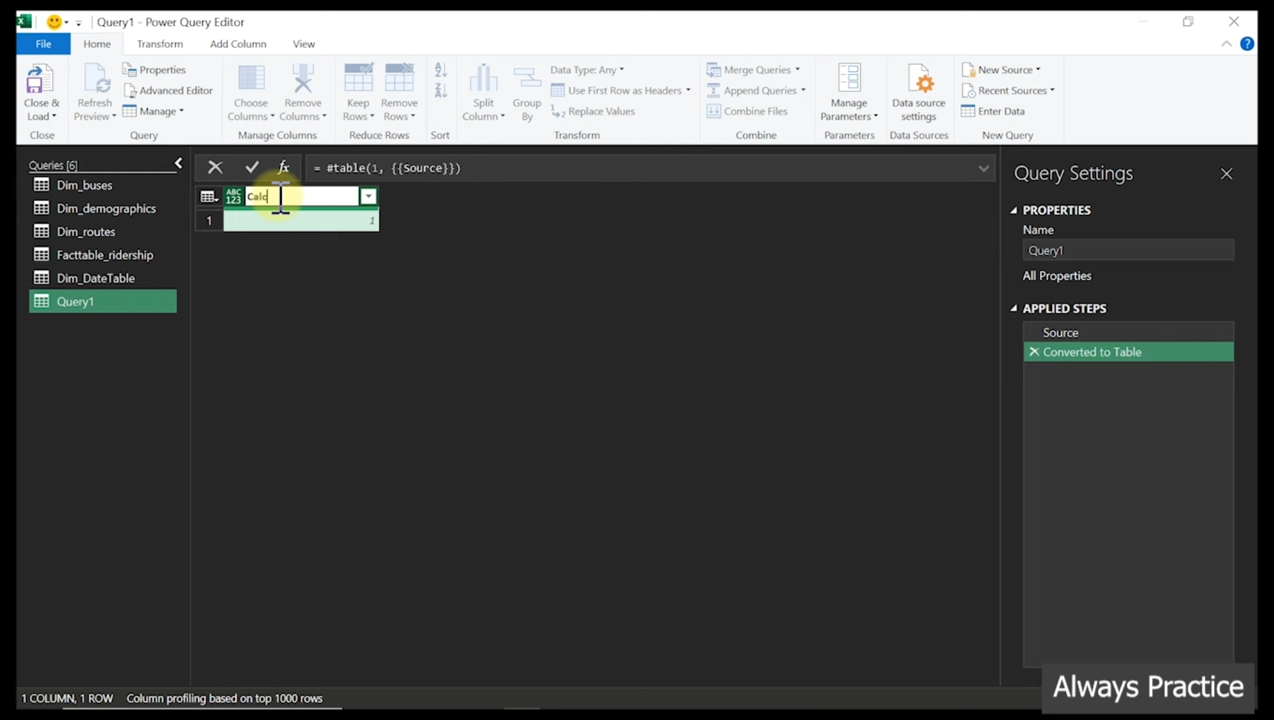 Query1 - Power Query Editor
File Home Transform Add Column View
Close & Load
Close
Refresh Preview
Properties
Advanced Editor
Manage
Query
Choose Columns
Remove Columns
Manage Columns
Keep Rows
Remove Rows
Reduce Rows
Sort
Split Column
Group By
Data Type: Any
Use First Row as Headers
Replace Values
Transform
Merge Queries
Append Queries
Combine Files
Combine
Manage Parameters
Parameters
Data source settings
Data Sources
New Source
Recent Sources
Enter Data
New Query
Queries [6]
Dim_buses
Dim_demographics
Dim_routes
Facttable_ridership
Dim_DateTable
Query1
fx = #table(1, {{Source}})
ABC 123 Calc
1 1
Query Settings
PROPERTIES
Name
Query1
All Properties
APPLIED STEPS
Source
Converted to Table
1 COLUMN, 1 ROW Column profiling based on top 1000 rows
Always Practice